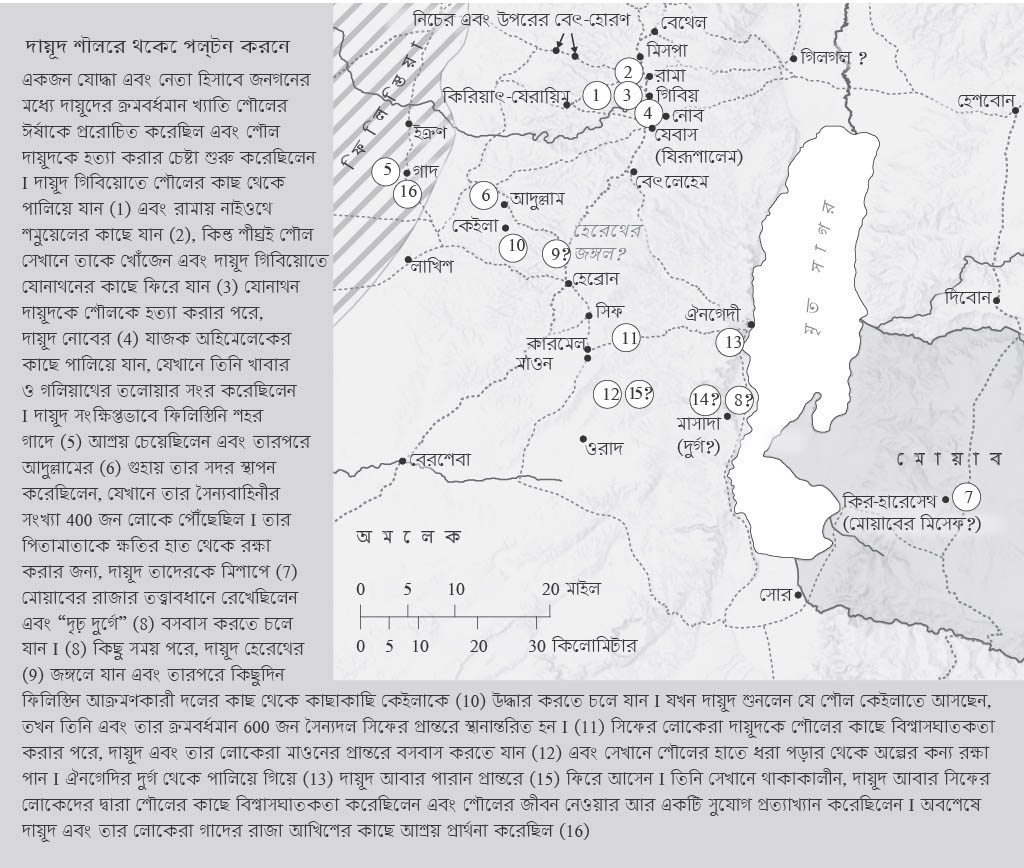 দায়ূদ শৗলরে থকেে পলৃটন করনে
একজন যোদ্ধা এবং নেতা হিসাবে জনগনের
মধ্যে দায়ূদের ক্রমবর্ধমান খ্যাতি শৌলের
ঈর্ষাকে প্ররোচিত করেছিল এবং শৌল
দায়ূদকে হত্যা করার চেষ্টা শুরু করেছিলেন
I দায়ূদ গিবিয়োতে শৌলের কাছ থেকে
পালিয়ে যান (1) এবং রামায় নাইওথে
শমুয়েলের কাছে যান (2), কিন্তু শীঘ্রই শৌল
সেখানে তাকে খোঁজেন এবং দায়ূদ গিবিয়োতে
যোনাথনের কাছে ফিরে যান (3) যোনাথন
দায়ূদকে শৌলকে হত্যা করার পরে,
দায়ূদ নোবের (4) যাজক অহিমেলেকের
কাছে পালিয়ে যান, যেখানে তিনি খাবার
ও গলিয়াথের তলোয়ার সংর করেছিলেন
I দায়ূদ সংক্ষিপ্তভাবে ফিলিস্তিনি শহর
গাদে (5) আশ্রয় চেয়েছিলেন এবং তারপরে
আদুল্লামের (6) গুহায় তার সদর স্থাপন
করেছিলেন, যেখানে তার সৈন্যবাহিনীর
সংখ্যা 400 জন লোকে পৌঁছেছিল I তার
পিতামাতাকে ক্ষতির হাত থেকে রক্ষা
করার জন্য, দায়ূদ তাদেরকে মিশাপে (7)
মোয়াবের রাজার তত্ত্বাবধানে রেখেছিলেন
এবং “দৃঢ় দুর্গে” (8) বসবাস করতে চলে
যান I (8) কিছু সময় পরে, দায়ূদ হেরেথের
(9) জঙ্গলে যান এবং তারপরে কিছুদিন
ফিলিস্তিন আক্রমণকারী দলের কাছ থেকে কাছাকাছি কেইলাকে (10) উদ্ধার করতে চলে যান I যখন দায়ূদ শুনলেন যে শৌল কেইলাতে আসছেন,
তখন তিনি এবং তার ক্রমবর্ধমান 600 জন সৈন্যদল সিফের প্রান্তরে স্থানান্তরিত হন I (11) সিফের লোকেরা দায়ূদকে শৌলের কাছে বিশ্বাসঘাতকতা
করার পরে, দায়ূদ এবং তার লোকেরা মাওনের প্রান্তরে বসবাস করতে যান (12) এবং সেখানে শৌলের হাতে ধরা পড়ার থেকে অল্পের কন্য রক্ষা
পান I ঐনগেদির দুর্গ থেকে পালিয়ে গিয়ে (13) দায়ূদ আবার পারান প্রান্তরে (15) ফিরে আসেন I তিনি সেখানে থাকাকালীন, দায়ূদ আবার সিফের
লোকেদের দ্বারা শৌলের কাছে বিশ্বাসঘাতকতা করেছিলেন এবং শৌলের জীবন নেওয়ার আর একটি সুযোগ প্রত্যাখ্যান করেছিলেন I অবশেষে
দায়ূদ এবং তার লোকেরা গাদের রাজা আখিশের কাছে আশ্রয় প্রার্থনা করেছিল (16)
নিচের এবং উপরের বেৎ-হোরণ
বেথেল
মিসপা
গিলগল ?
2
রামা
কিরিয়াৎ-যেরায়িম
1
3
গিবিয়
হেশবোন
4
নোব
যেবাস
(যিরূশালেম)
ফিলিস্তিয়া
ইক্রণ
5
গাদ
16
বেৎলেহেম
6
আদুল্লাম
কেইলা
10
হেরেথের
জঙ্গল?
9?
লাখিশ
হেব্রোন
মৃত সাগর
দিবোন
সিফ
ঐনগেদী
11
13
কারমেল
মাওন
12
15?
14?
8?
মাসাদা
(দুর্গ?)
ওরাদ
বেরশেবা
মোয়াব
কির-হারেসেথ
7
(মোয়াবের মিসেফ?)
অমলেক
সোর
0 5 10 20 মাইল
0 10 20 30 কিলোমিটার